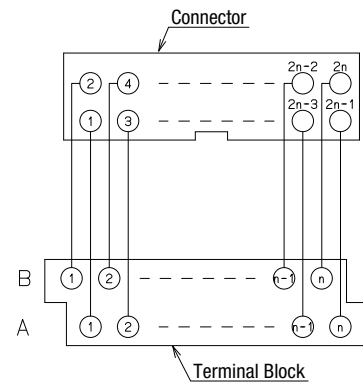 Connector
2 4 2n-2 2n
1 3 2n-3 2n-1
B 1 2 n-1 n
A 1 2 n-1 n
Terminal Block